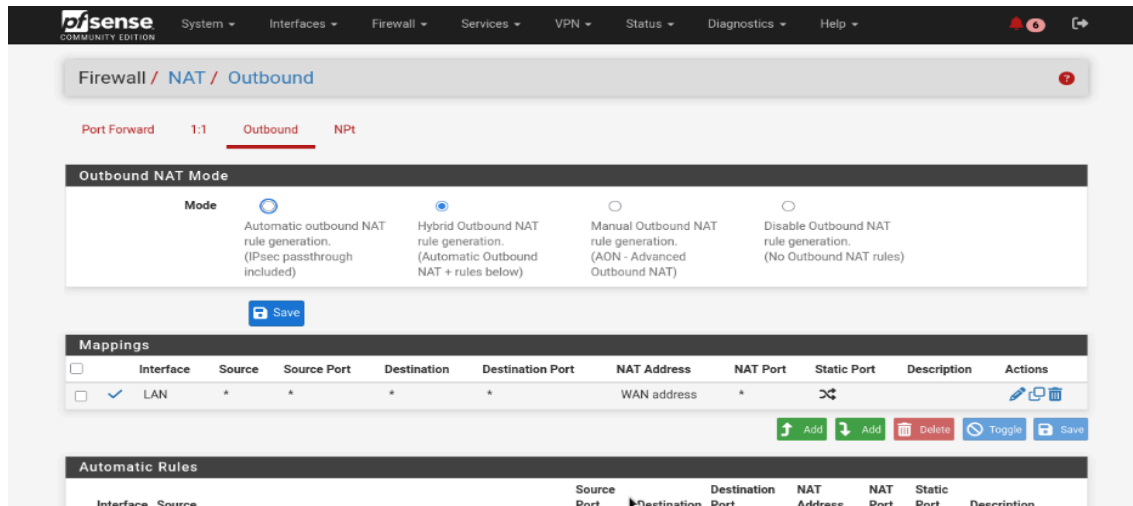 pfsense
COMMUNITY EDITION
System Interfaces Firewall Services VPN Status Diagnostics Help 6
Firewall / NAT / Outbound ?
Port Forward 1:1 Outbound NPt
Outbound NAT Mode
Mode
Automatic outbound NAT
rule generation.
(IPsec passthrough
included)
Hybrid Outbound NAT
rule generation.
(Automatic Outbound
NAT + rules below)
Manual Outbound NAT
rule generation.
(AON - Advanced
Outbound NAT)
Disable Outbound NAT
rule generation.
(No Outbound NAT rules)
Save
Mappings
Interface Source Source Port Destination Destination Port NAT Address NAT Port Static Port Description Actions
LAN * * * * WAN address *
Add Add Delete Toggle Save
Automatic Rules
Interface Source Source Port Destination Destination Port NAT Address NAT Port Static Port Description